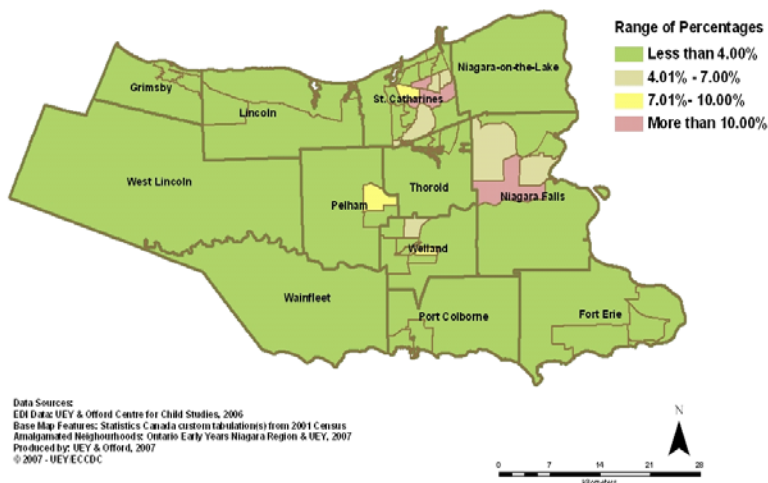 Range of Percentages
Less than 4.00%
4.01% - 7.00%
7.01%- 10.00%
More than 10.00%
Niagara-on-the-Lake
Grimsby
Lincoln
St. Catharines
West Lincoln
Thorold
Pelham
Niagara Falls
Welland
Wainfleet
Port Colborne
Fort Erie
Data Sources:
EDI Data: UEY & Offord Centre for Child Studies, 2006
Base Map Features: Statistics Canada custom tabulation(s) from 2001 Census
Amalgamated Neighourhoods: Ontario Early Years Niagara Region & UEY, 2007
Produced by: UEY & Offord, 2007
© 2007 - UEY/ECCDC
N
0 7 14 21 28
kilometers